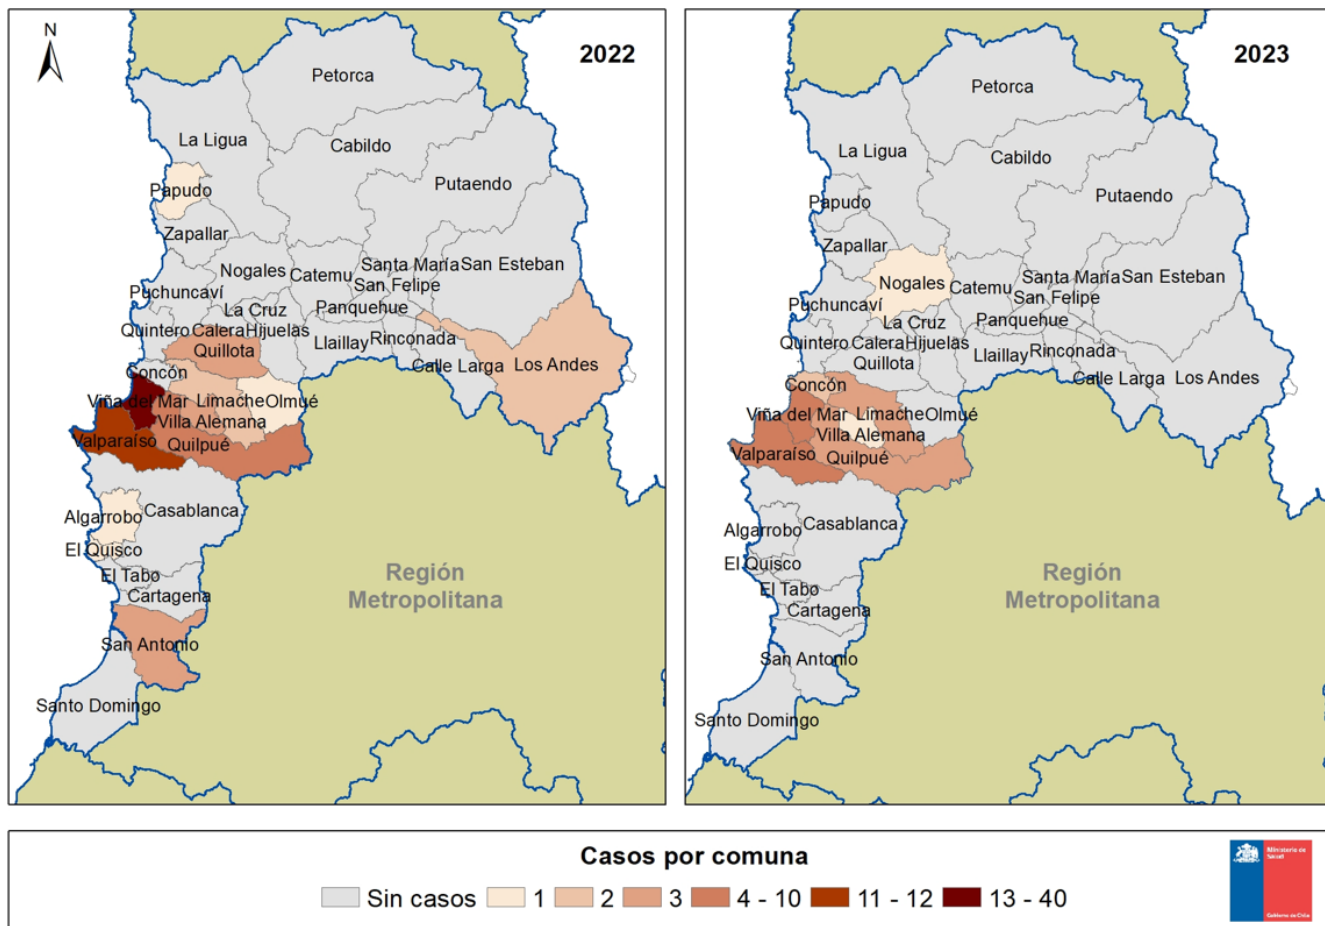 N
2022
Petorca
La Ligua
Cabildo
Papudo
Putaendo
Zapallar
Nogales
Catemu
Santa María
San Esteban
San Felipe
Puchuncaví
La Cruz
Panquehue
Quintero
Calera
Hijuelas
Llaillay
Rinconada
Quillota
Calle Larga
Los Andes
Concón
Viña del Mar
Limache
Olmué
Villa Alemana
Valparaíso
Quilpué
Algarrobo
Casablanca
El Quisco
El Tabo
Cartagena
San Antonio
Santo Domingo
Región
Metropolitana
2023
Petorca
La Ligua
Cabildo
Papudo
Putaendo
Zapallar
Nogales
Catemu
Santa María
San Esteban
San Felipe
Puchuncaví
La Cruz
Panquehue
Quintero
Calera
Hijuelas
Llaillay
Rinconada
Quillota
Calle Larga
Los Andes
Concón
Viña del Mar
Limache
Olmué
Villa Alemana
Valparaíso
Quilpué
Algarrobo
Casablanca
El Quisco
El Tabo
Cartagena
San Antonio
Santo Domingo
Región
Metropolitana
Casos por comuna
Sin casos 1 2 3 4 - 10 11 - 12 13 - 40
Ministerio de
Salud
Gobierno de Chile